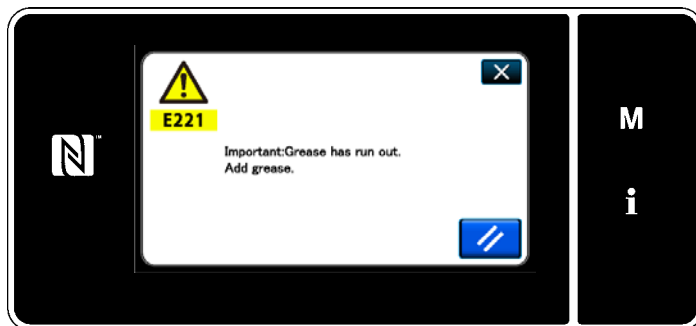 E221
Important:Grease has run out.
Add grease.
M
i